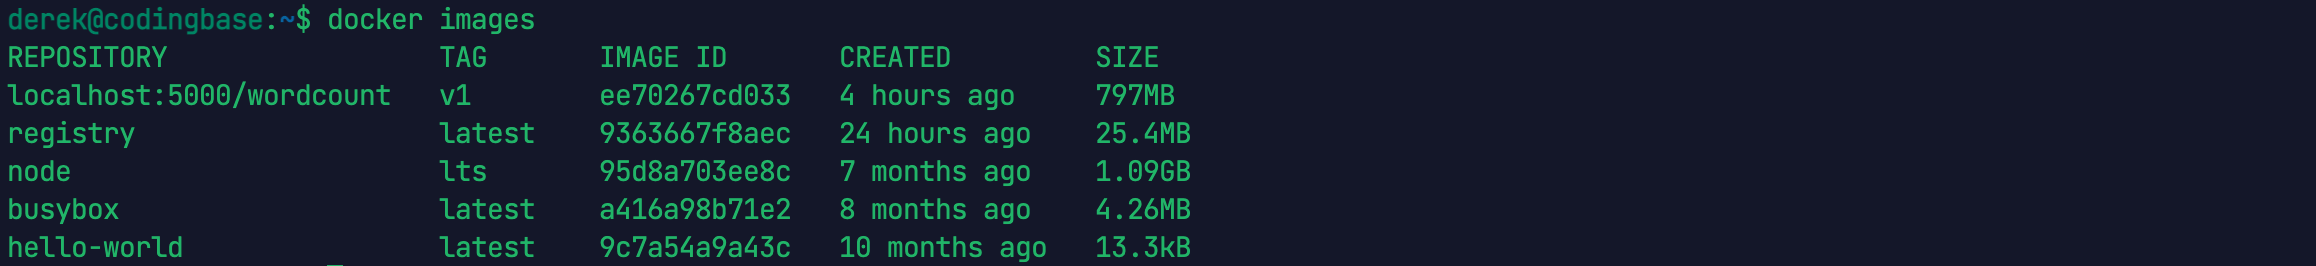 derek@codingbase:~$ docker images
REPOSITORY TAG IMAGE ID CREATED SIZE
localhost:5000/wordcount v1 ee70267cd033 4 hours ago 797MB
registry latest 9363667f8aec 24 hours ago 25.4MB
node lts 95d8a703ee8c 7 months ago 1.09GB
busybox latest a416a98b71e2 8 months ago 4.26MB
hello-world latest 9c7a54a9a43c 10 months ago 13.3kB